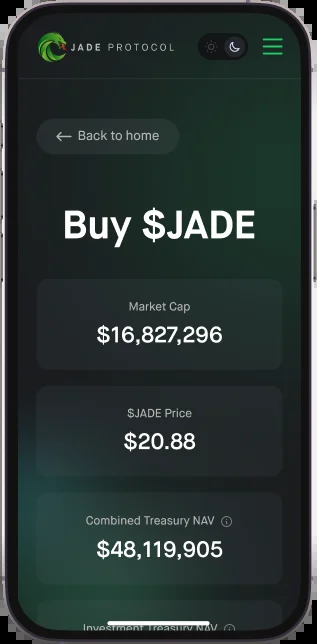 JADE PROTOCOL
Back to home
Buy $JADE
Market Cap
$16,827,296
$JADE Price
$20.88
Combined Treasury NAV
$48,119,905
Investment Treasury NAV